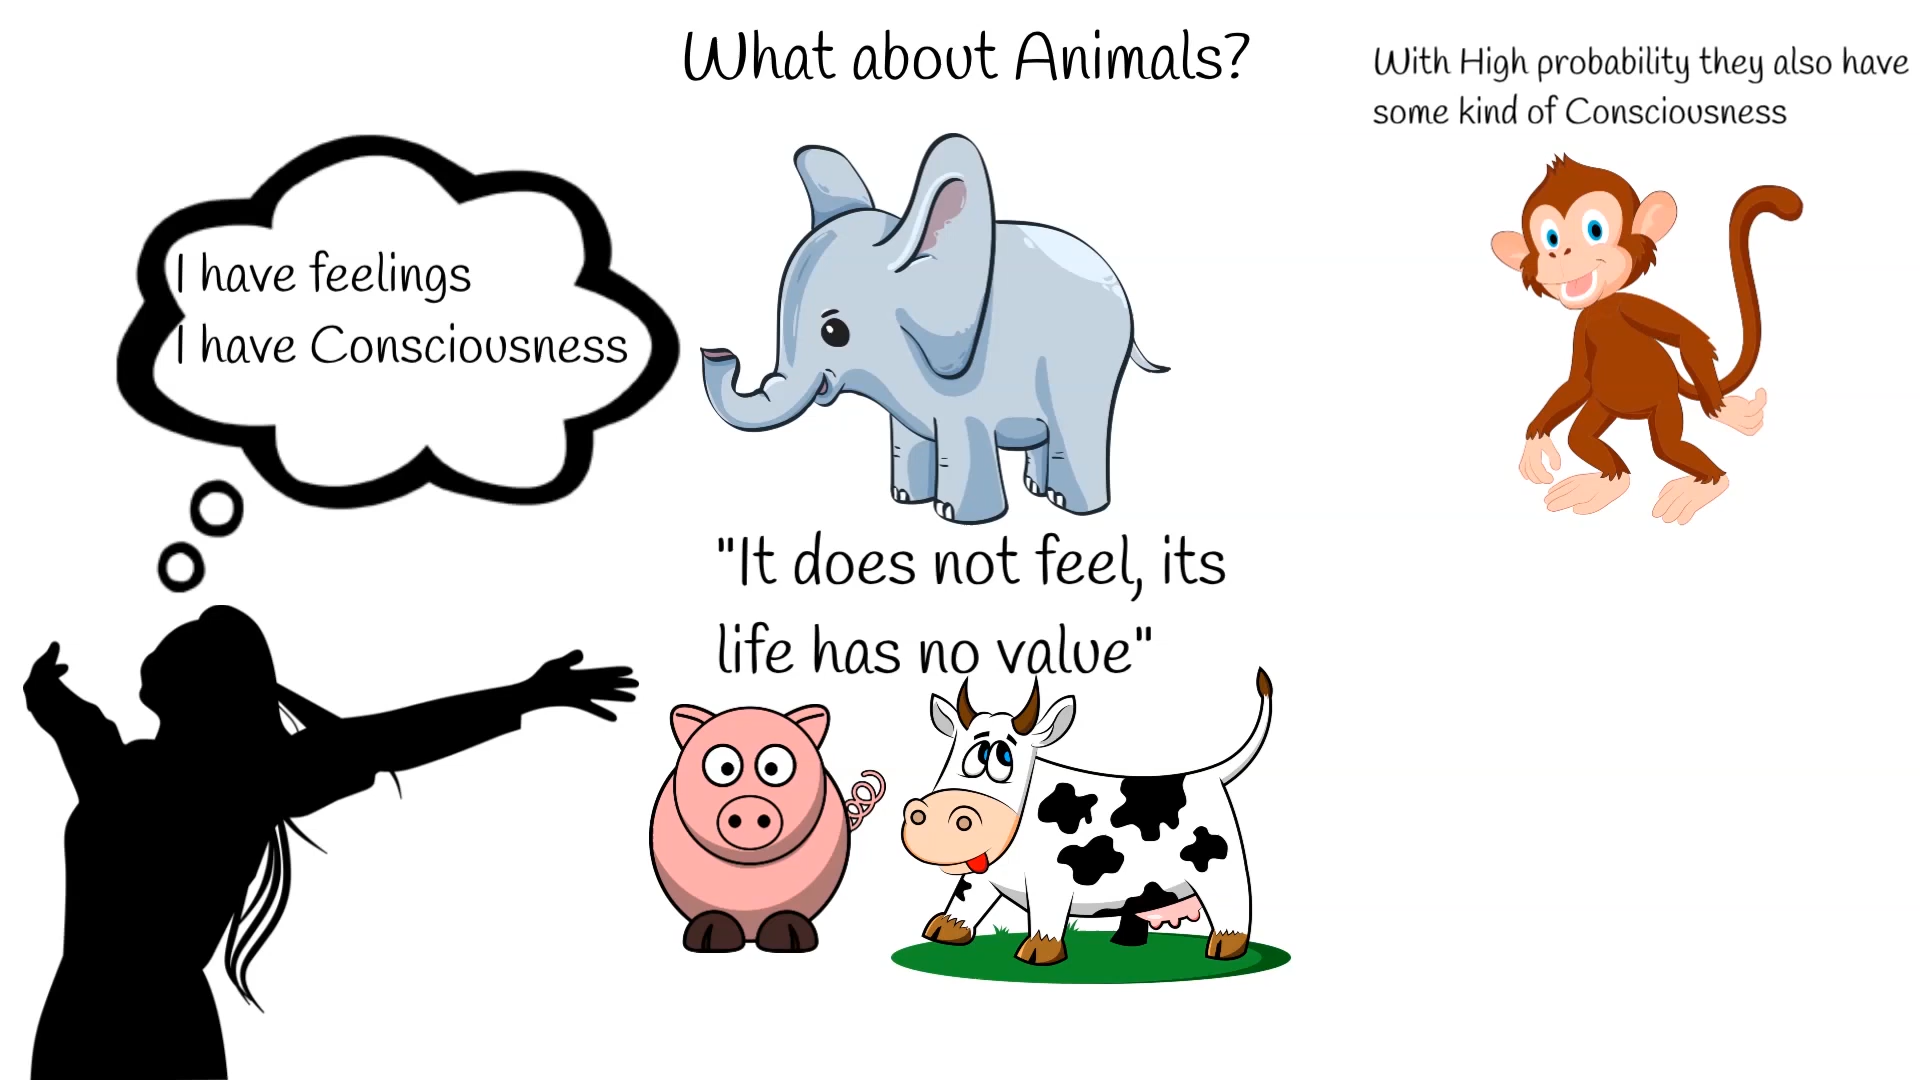 What about Animals?
With High probability they also have
some kind of Consciousness
I have feelings
I have Consciousness
"It does not feel, its
life has no value"